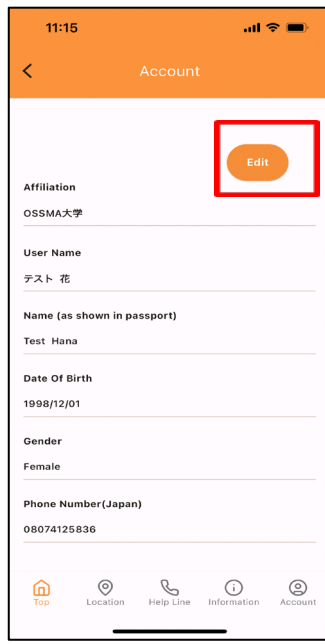 11:15
Account
Edit
Affiliation
OSSMA大学
User Name
テスト 花
Name (as shown in passport)
Test Hana
Date Of Birth
1998/12/01
Gender
Female
Phone Number(Japan)
08074125836
Top Location Help Line Information Account